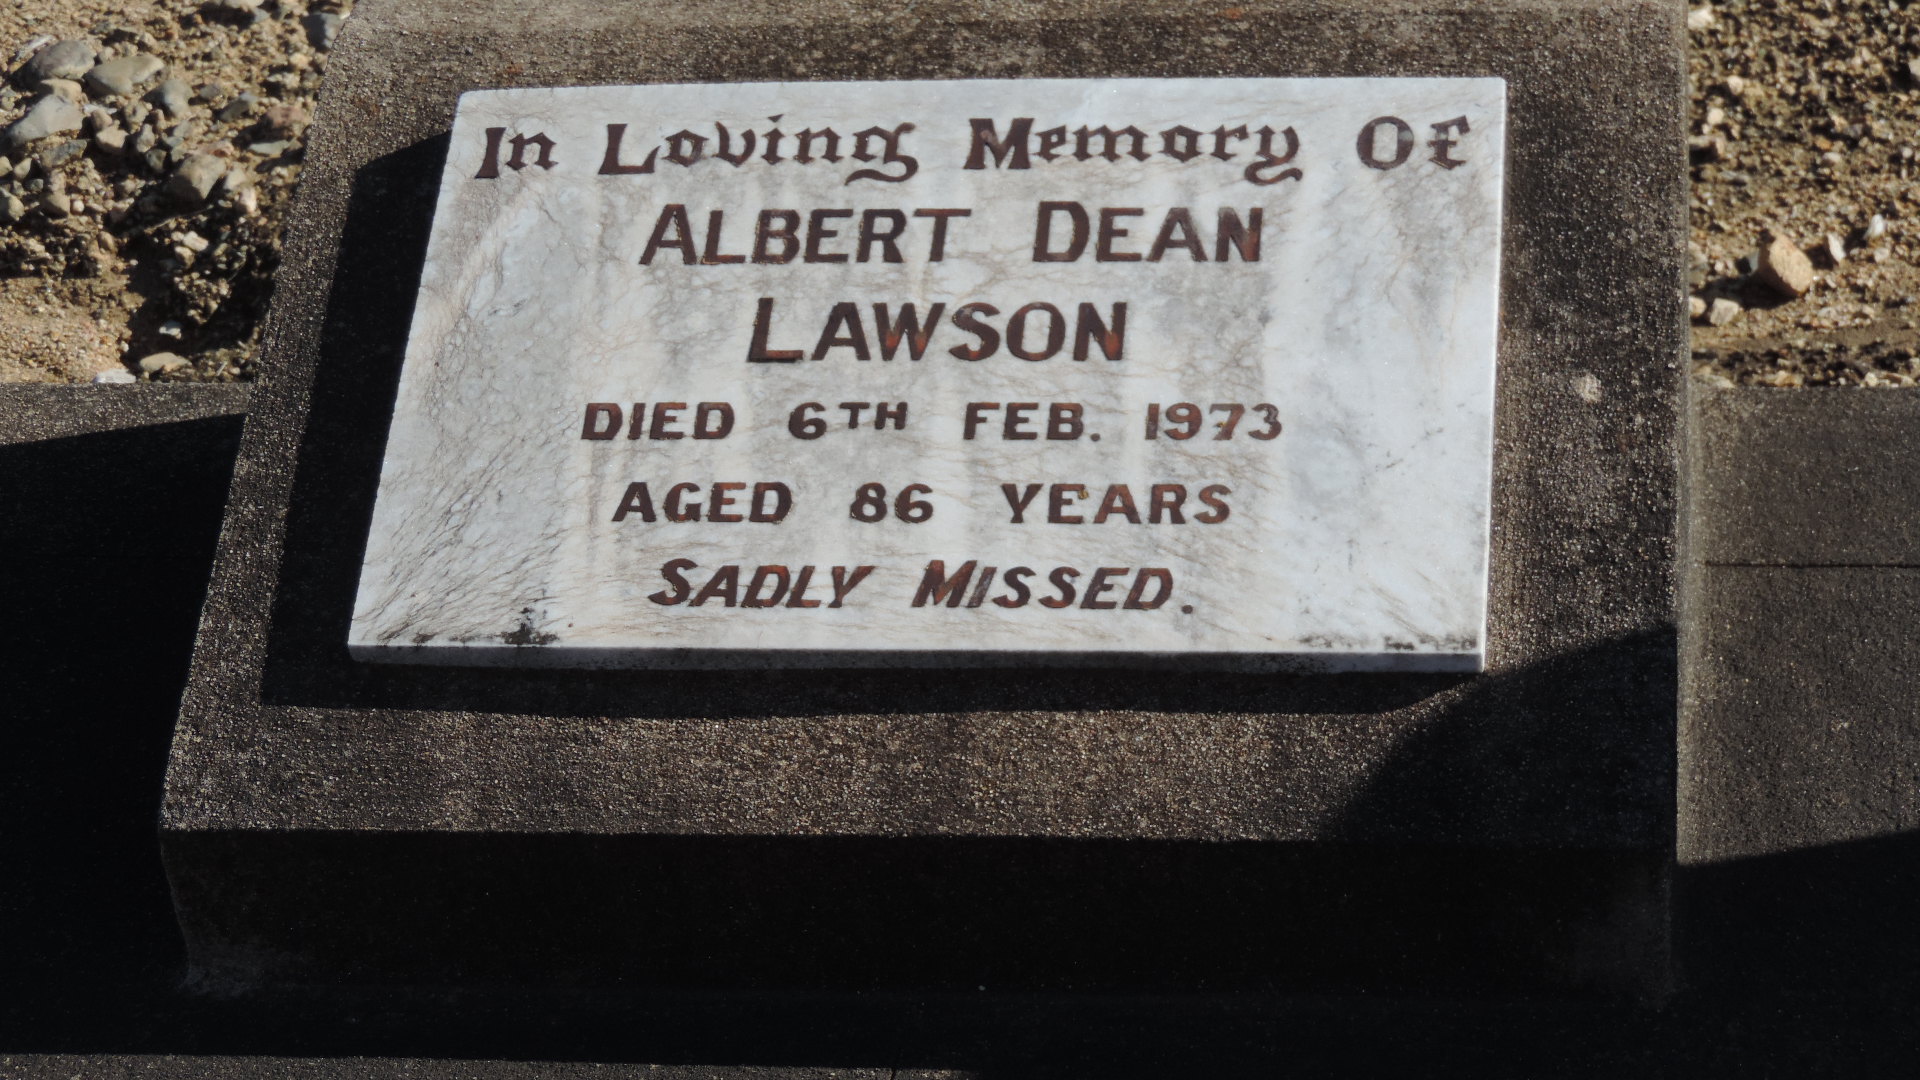 In Loving Memory Of
ALBERT DEAN
LAWSON
DIED 6TH FEB. 1973
AGED 86 YEARS
SADLY MISSED.